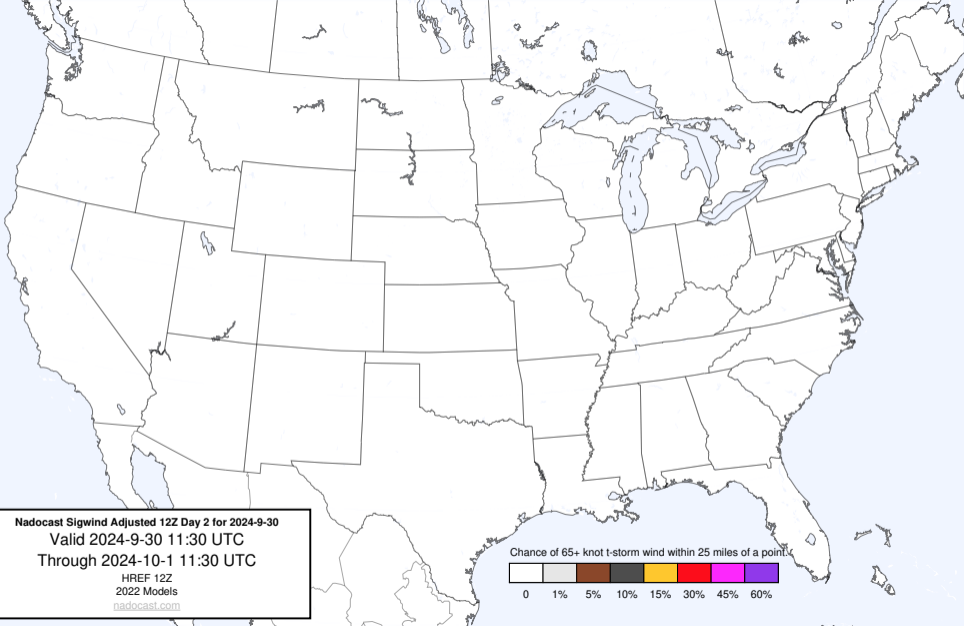 Nadocast Sigwind Adjusted 12Z Day 2 for 2024-9-30
Valid 2024-9-30 11:30 UTC
Through 2024-10-1 11:30 UTC
HREF 12Z
2022 Models
nadocast.com
Chance of 65+ knot t-storm wind within 25 miles of a point.
0 1% 5% 10% 15% 30% 45% 60%